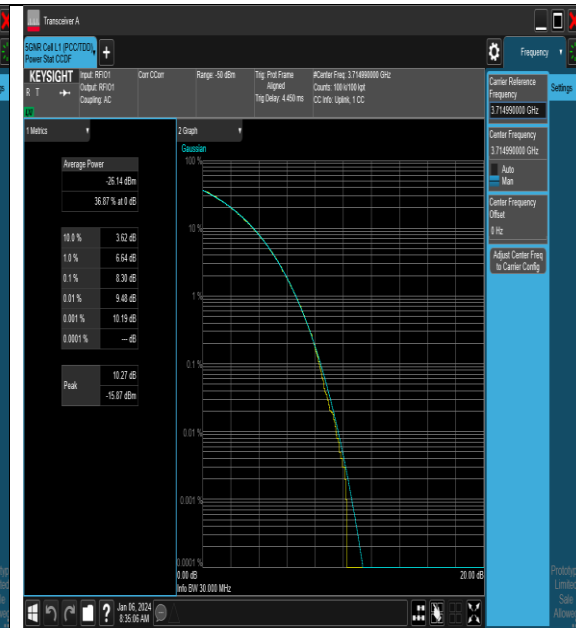 Transceiver A
5GNR Cell L1 (PCC/TDD),
Power Stat CCDF
+
Frequency
KEYSIGHT
R T
Input: RFIO1
Output: RFIO1
Coupling: AC
Corr CCorr
Range: -50 dBm
Trig: Prot Frame
Aligned
Trig Delay: 4.450 ms
#Center Freq: 3.714990000 GHz
Counts: 100 k/100 kpt
CC Info: Uplink, 1 CC
1 Metrics
Average Power
-26.14 dBm
36.87 % at 0 dB
10.0 % 3.62 dB
1.0 % 6.64 dB
0.1 % 8.30 dB
0.01 % 9.48 dB
0.001 % 10.19 dB
0.0001 % --- dB
Peak
10.27 dB
-15.87 dBm
2 Graph
Gaussian
100 %
10 %
1 %
0.1 %
0.01 %
0.001 %
0.0001 %
0.00 dB
20.00 dB
Info BW 30.000 MHz
Carrier Reference
Frequency
3.714990000 GHz
Center Frequency
3.714990000 GHz
Auto
Man
Center Frequency
Offset
0 Hz
Adjust Center Freq
to Carrier Config
Settings
Jan 06, 2024
8:35:06 AM
?